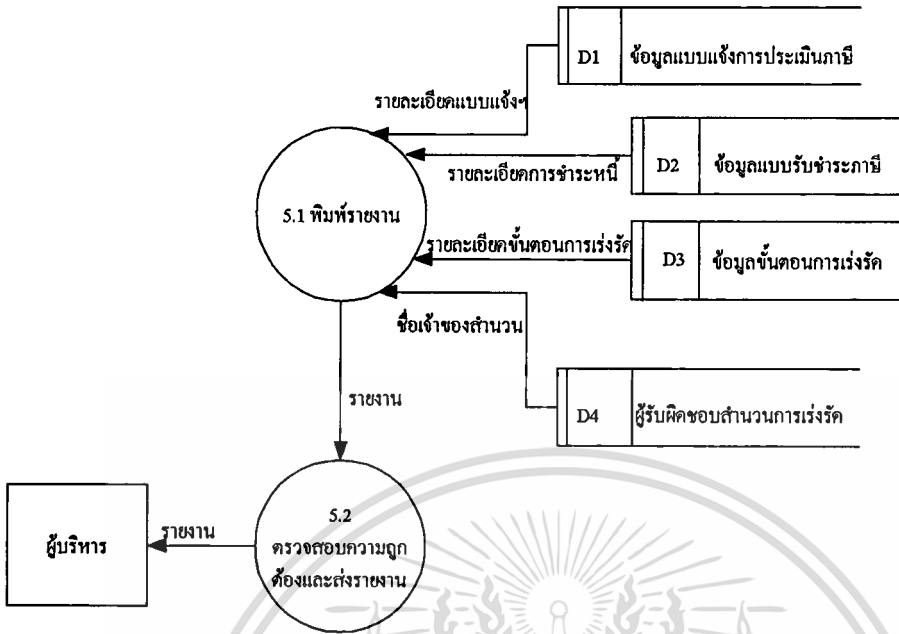 D1 ข้อมูลแบบแจ้งการประเมินภาษี
รายละเอียดแบบแจ้งฯ
D2 ข้อมูลแบบรับชำระภาษี
รายละเอียดการชำระหนี้
5.1 พิมพ์รายงาน
รายละเอียดขั้นตอนการเร่งรัด
D3 ข้อมูลขั้นตอนการเร่งรัด
ชื่อเจ้าของสำนวน
รายงาน
D4 ผู้รับผิดชอบสำนวนการเร่งรัด
5.2
ตรวจสอบความถูก
ต้องและส่งรายงาน
รายงาน
ผู้บริหาร